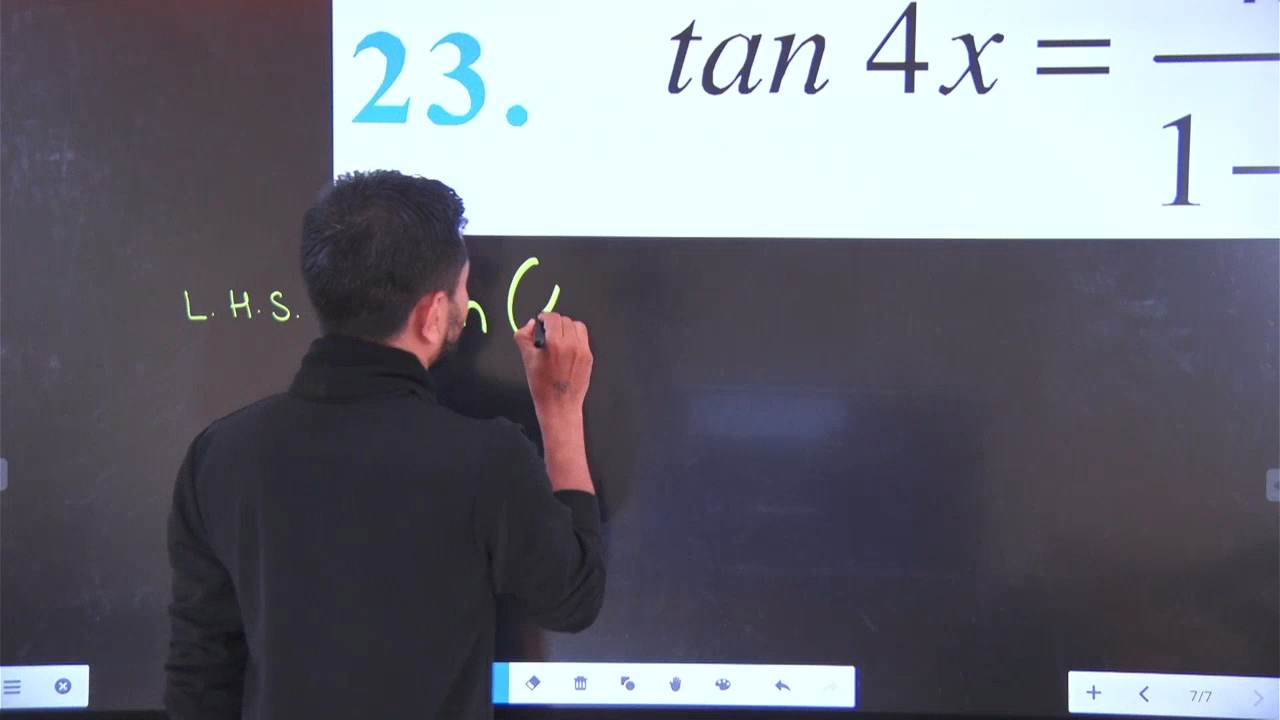 23. tan 4x =
1 –
L.H.S. n (
7/7